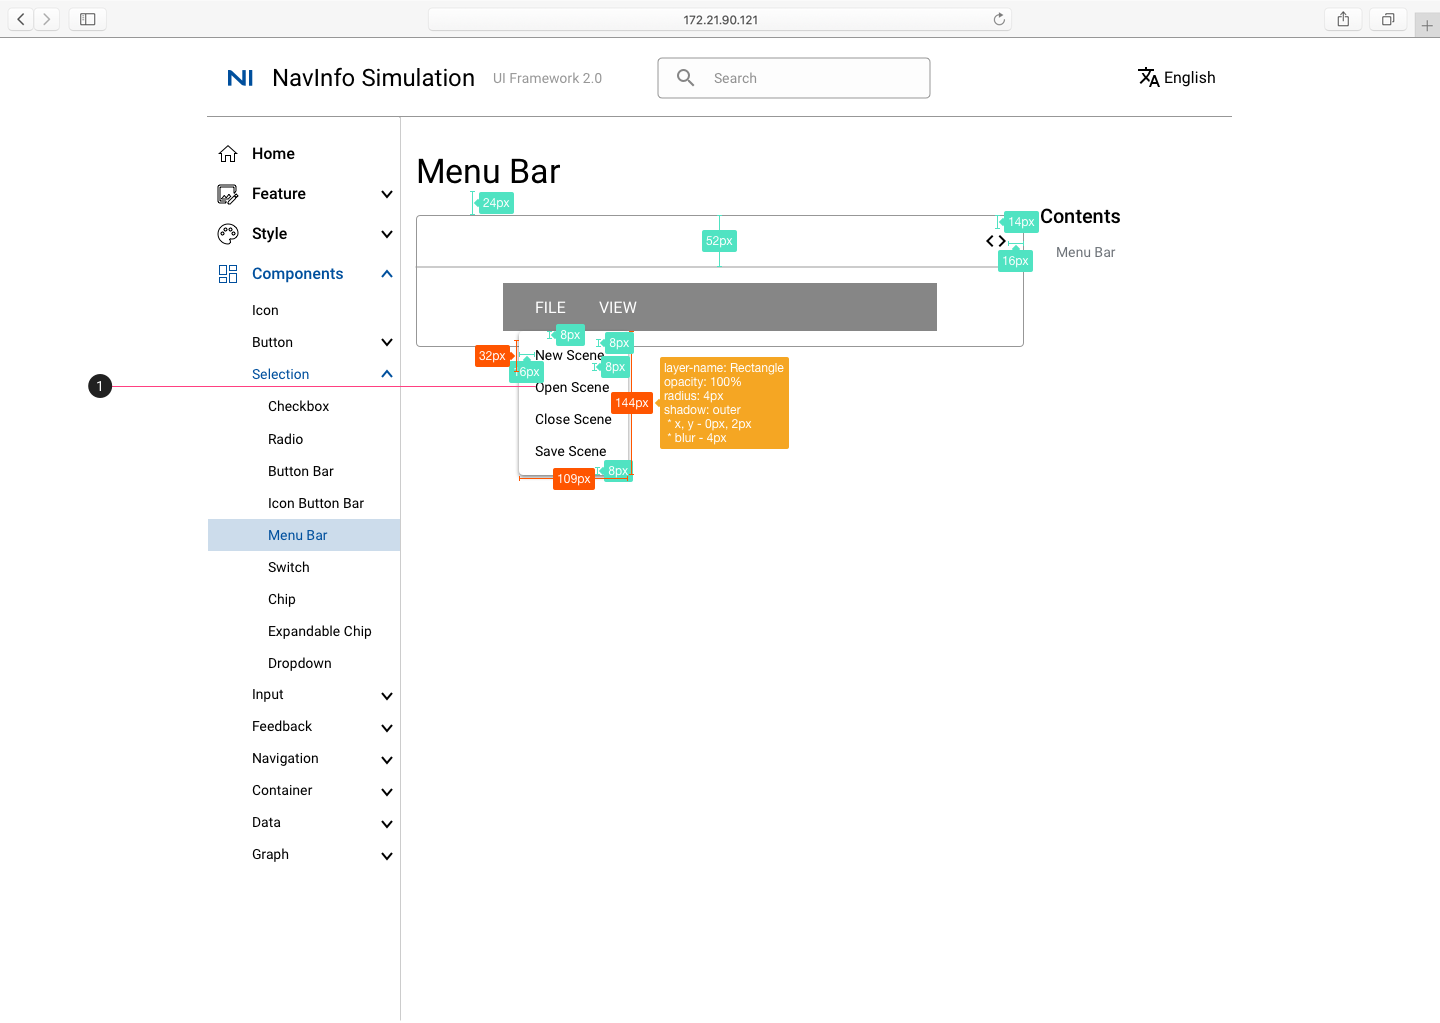 172.21.90.121
NI NavInfo Simulation UI Framework 2.0 Search English
Home
Feature
Style
Components
Icon
Button
Selection
Checkbox
Radio
Button Bar
Icon Button Bar
Menu Bar
Switch
Chip
Expandable Chip
Dropdown
Input
Feedback
Navigation
Container
Data
Graph
1
Menu Bar
24px
52px
14px
16px
FILE VIEW
8px
8px
32px
New Scene
8px
16px
Open Scene
144px
Close Scene
Save Scene
8px
109px
layer-name: Rectangle
opacity: 100%
radius: 4px
shadow: outer
* x, y - 0px, 2px
* blur - 4px
Contents
Menu Bar